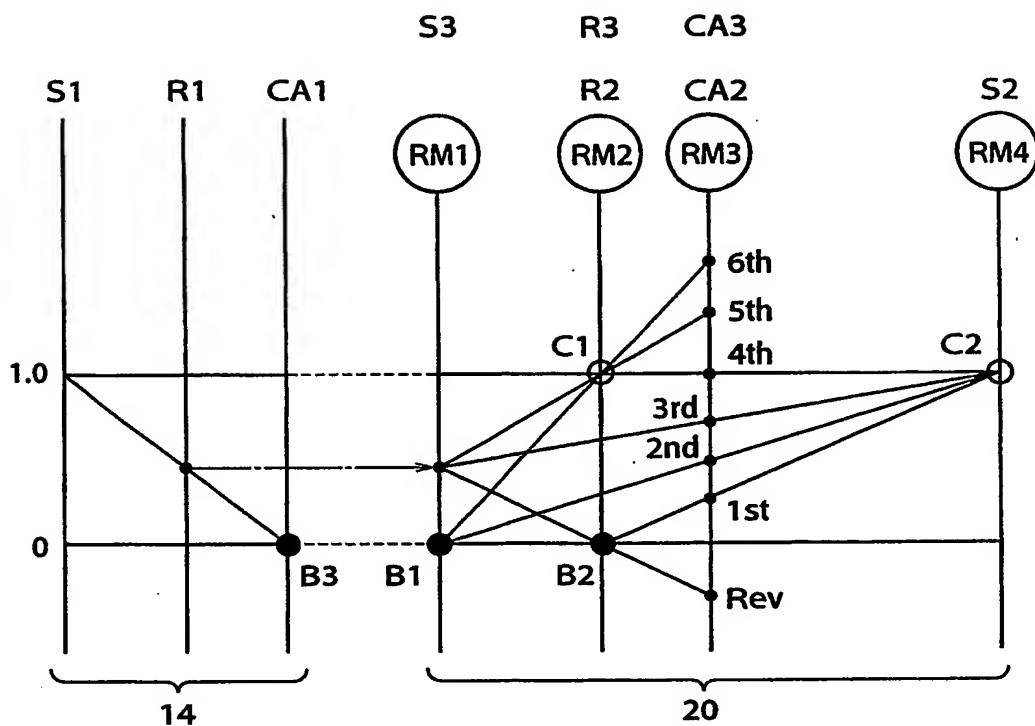 S3 R3 CA3
S1 R1 CA1 R2 CA2 S2
RM1 RM2 RM3 RM4
6th
5th
C1 4th C2
1.0
3rd
2nd
1st
0
B3 B1 B2
Rev
14 20